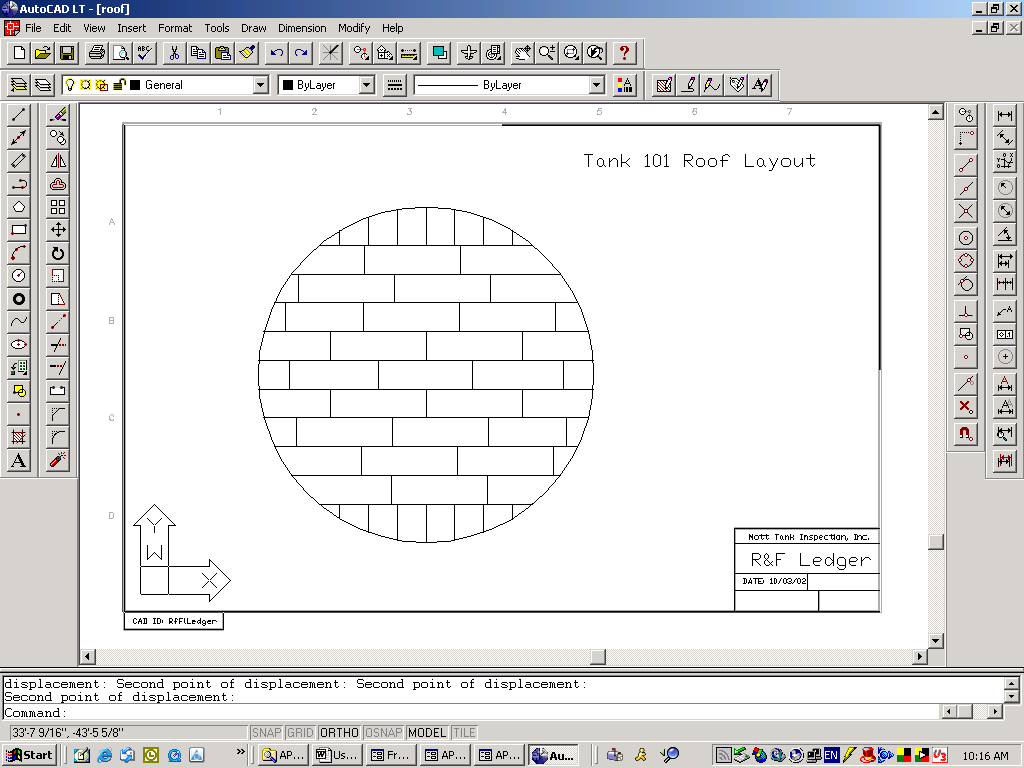 AutoCAD LT - [roof]
File Edit View Insert Format Tools Draw Dimension Modify Help
General ByLayer ByLayer
1 2 3 4 5 6 7
Tank 101 Roof Layout
A
B
C
D
Y
W
X
Nott Tank Inspection, Inc.
R&F Ledger
DATE: 10/03/02
CAD ID: RfFlLedger
displacement: Second point of displacement: Second point of displacement:
Second point of displacement:
Command:
33'-7 9/16", -43'-5 5/8" SNAP GRID ORTHO OSNAP MODEL TILE
Start AP... Us... Fr... AP... AP... Au... EN 10:16 AM